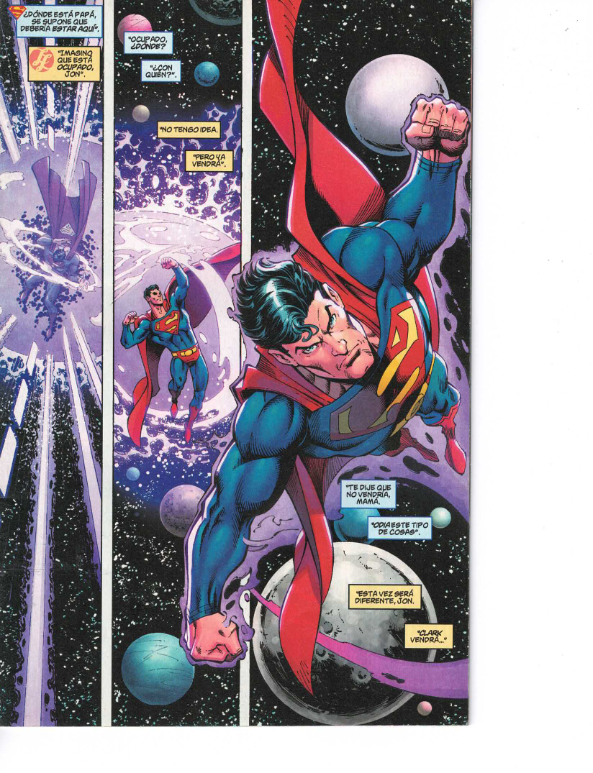 ¿DÓNDE ESTÁ PAPÁ,
SE SUPONE QUE
DEBERÍA ESTAR AQUÍ".
"IMAGINO
QUE ESTÁ
OCUPADO,
JON".
"OCUPADO,
¿DÓNDE?
"¿CON
QUIÉN?".
"NO TENGO IDEA.
"PERO YA
VENDRÁ".
"TE DIJE QUE
NO VENDRÍA,
MAMÁ.
"ODIA ESTE TIPO
DE COSAS".
"ESTA VEZ SERÁ
DIFERENTE, JON.
"CLARK
VENDRÁ..."